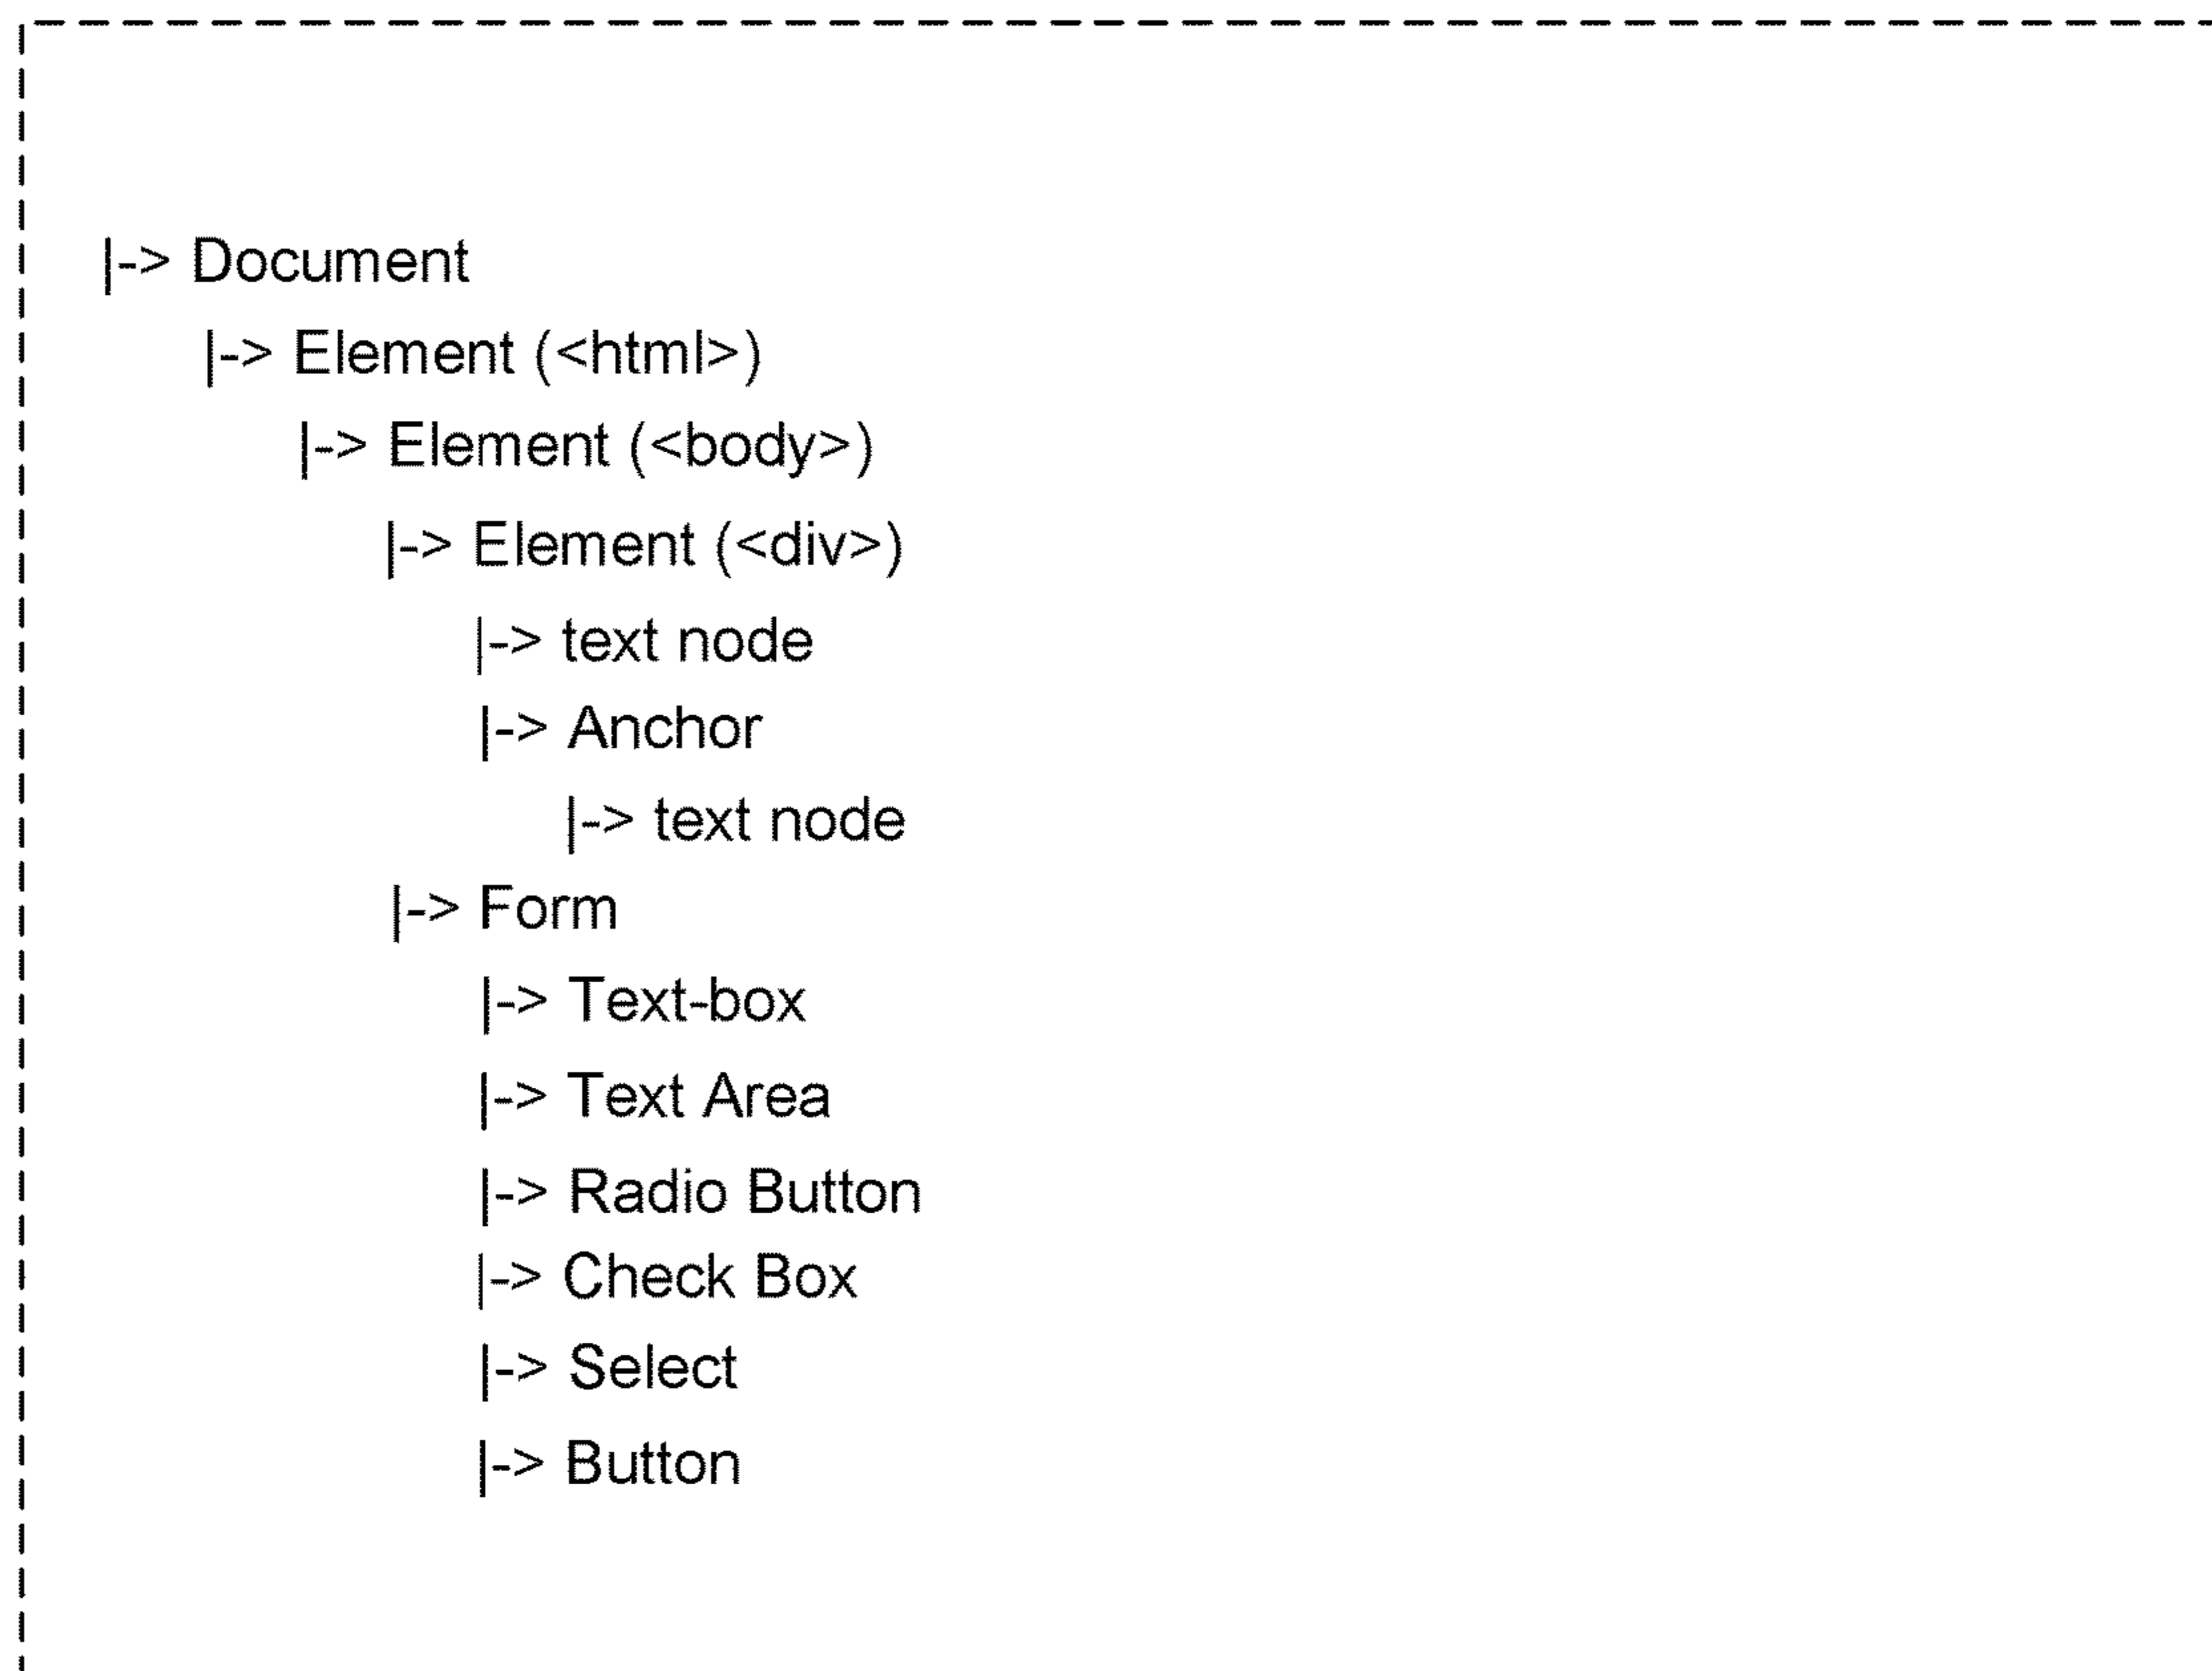 |-> Document
|-> Element (<html>)
|-> Element (<body>)
|-> Element (<div>)
|-> text node
|-> Anchor
|-> text node
|-> Form
|-> Text-box
|-> Text Area
|-> Radio Button
|-> Check Box
|-> Select
|-> Button